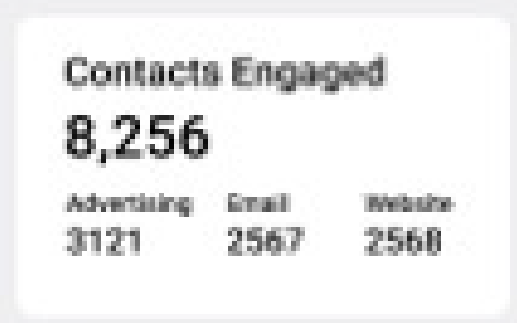 Contacts Engaged
8,256
Advertising Email Website
3121 2567 2568